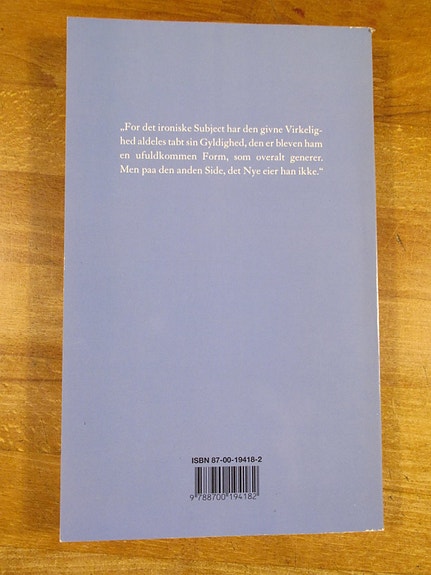 „For det ironiske Subject har den givne Virkelig-
hed aldeles tabt sin Gyldighed, den er bleven ham
en ufuldkommen Form, som overalt generer.
Men paa den anden Side, det Nye eier han ikke.“
ISBN 87-00-19418-2
9 788700 194182